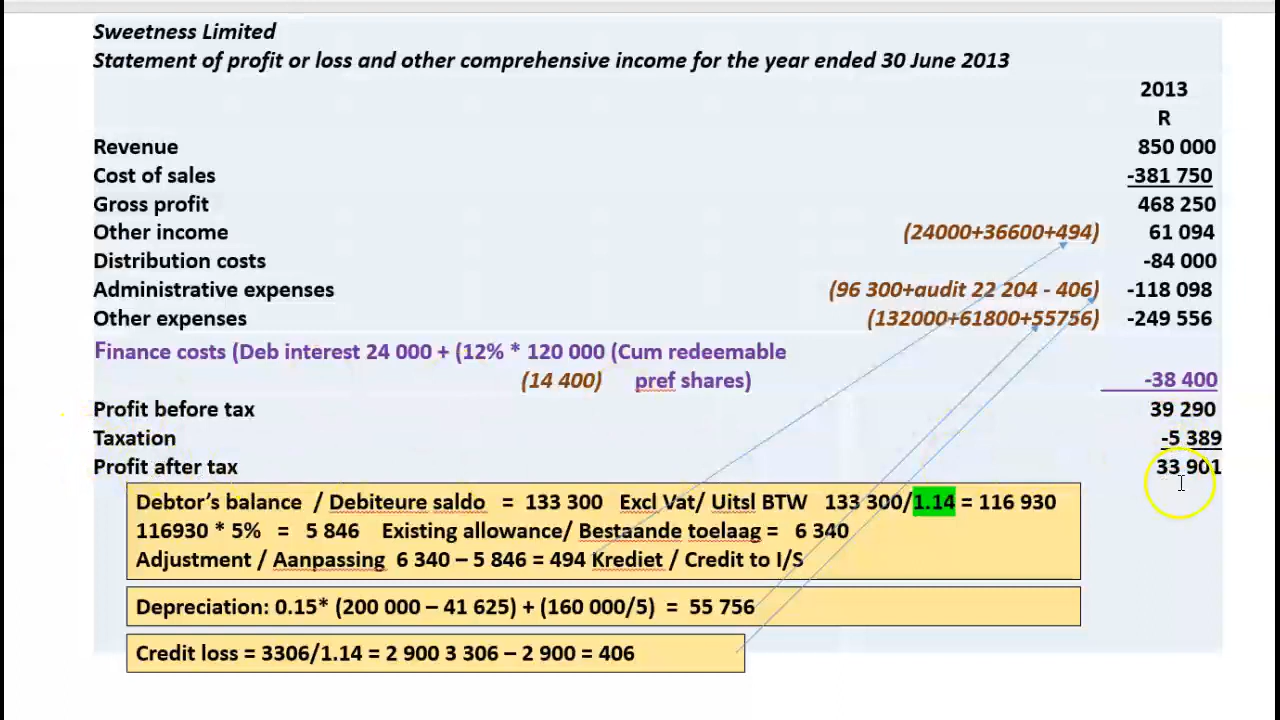 Sweetness Limited
Statement of profit or loss and other comprehensive income for the year ended 30 June 2013
2013
R
Revenue 850 000
Cost of sales -381 750
Gross profit 468 250
Other income (24000+36600+494) 61 094
Distribution costs -84 000
Administrative expenses (96 300+audit 22 204 - 406) -118 098
Other expenses (132000+61800+55756) -249 556
Finance costs (Deb interest 24 000 + (12% * 120 000 (Cum redeemable
(14 400) pref shares) -38 400
Profit before tax 39 290
Taxation -5 389
Profit after tax 33 901
Debtor's balance / Debiteure saldo = 133 300 Excl Vat/ Uitsl BTW 133 300/1.14 = 116 930
116930 * 5% = 5 846 Existing allowance/ Bestaande toelaag = 6 340
Adjustment / Aanpassing 6 340 – 5 846 = 494 Krediet / Credit to I/S
Depreciation: 0.15* (200 000 – 41 625) + (160 000/5) = 55 756
Credit loss = 3306/1.14 = 2 900 3 306 – 2 900 = 406